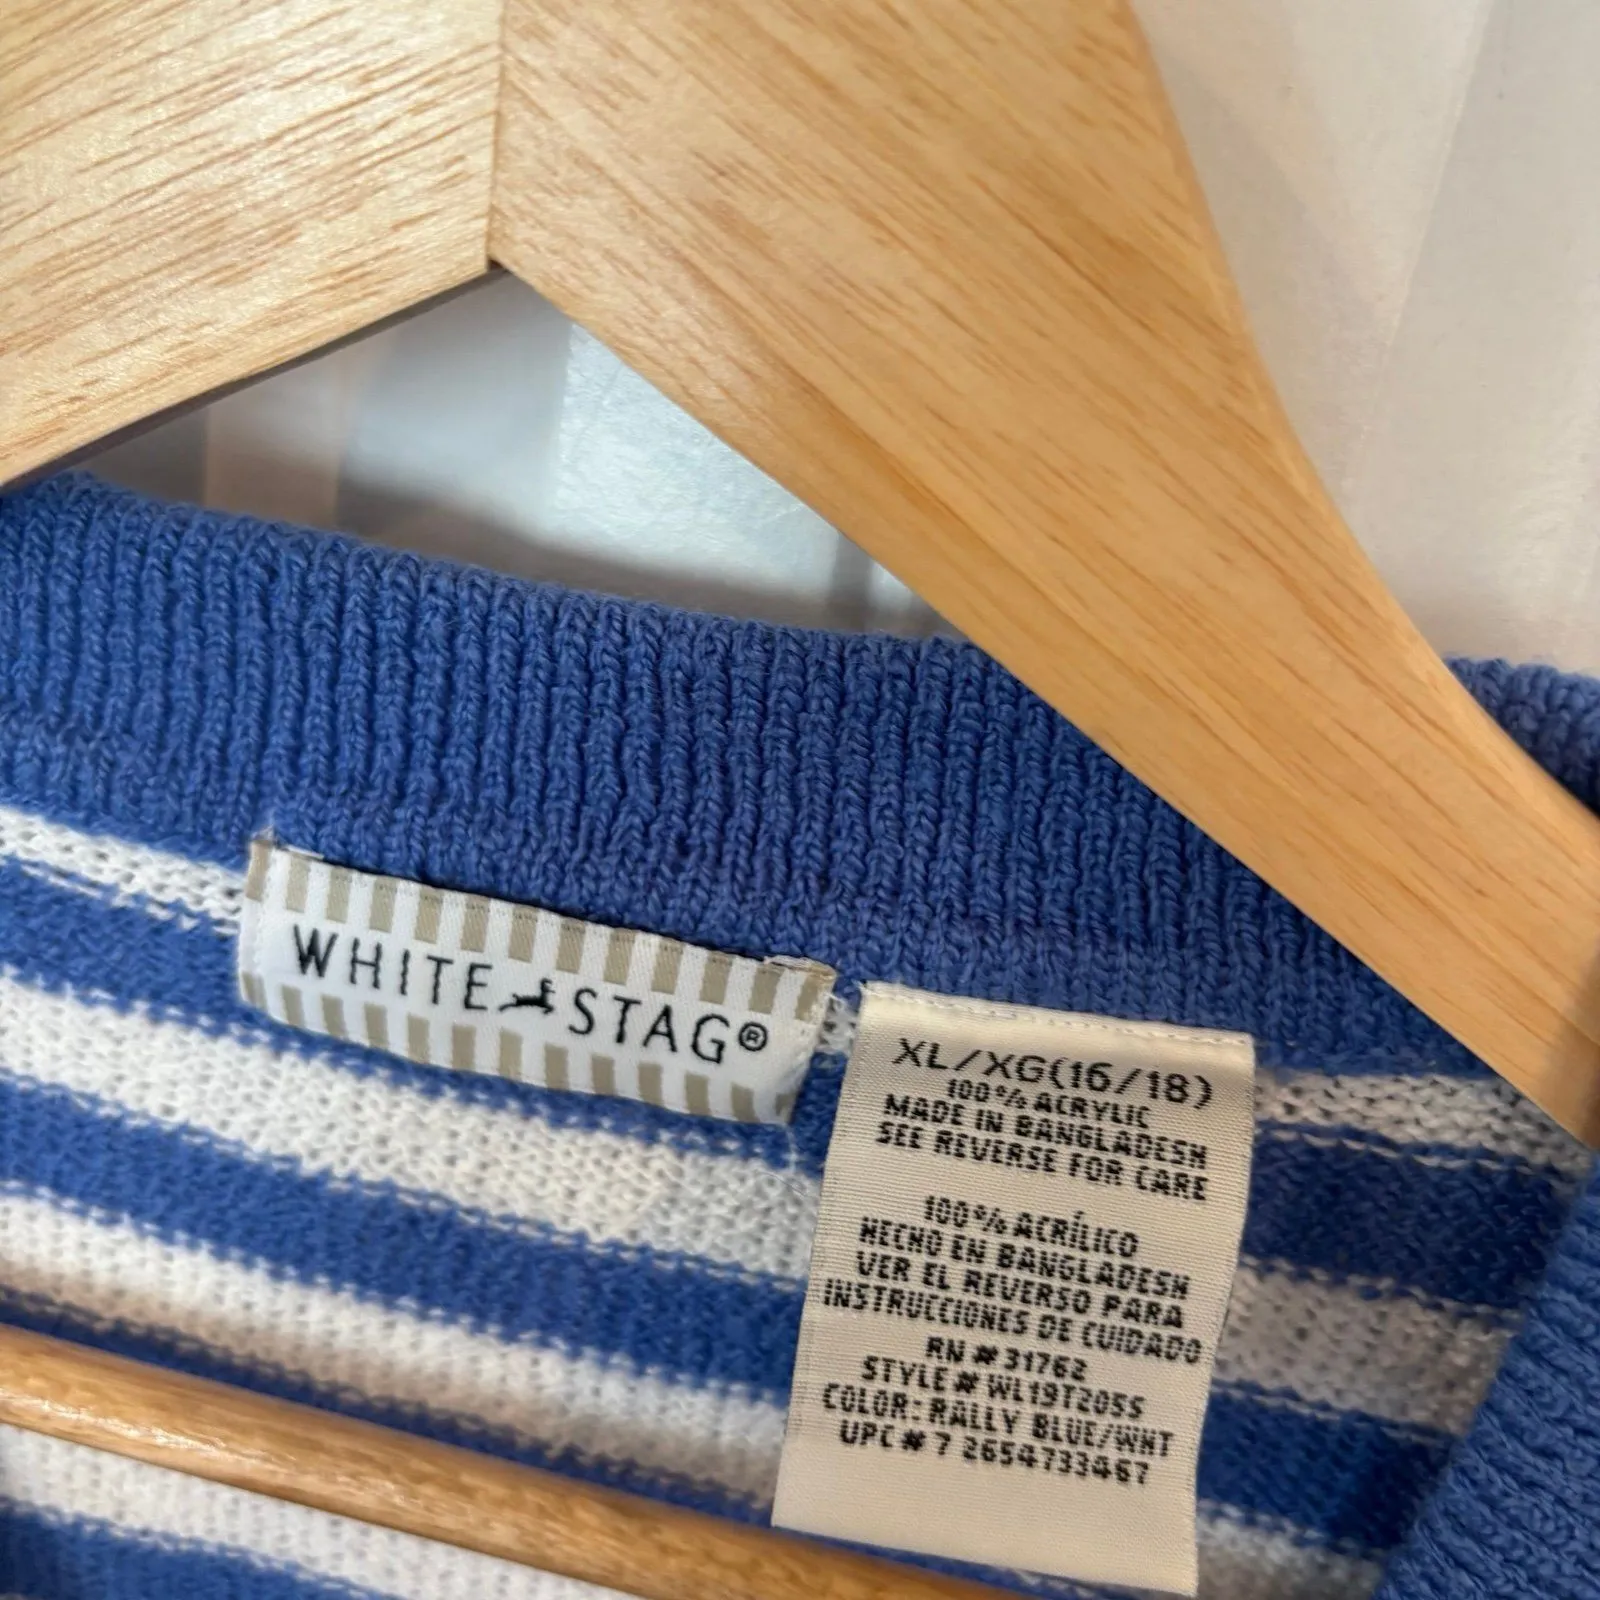 WHITE STAG®
XL/XG(16/18)
100% ACRYLIC
MADE IN BANGLADESH
SEE REVERSE FOR CARE
100% ACRÍLICO
HECHO EN BANGLADESH
VER EL REVERSO PARA
INSTRUCCIONES DE CUIDADO
RN # 31762
STYLE # WL19T205S
COLOR: RALLY BLUE/WHT
UPC # 7 2654733467